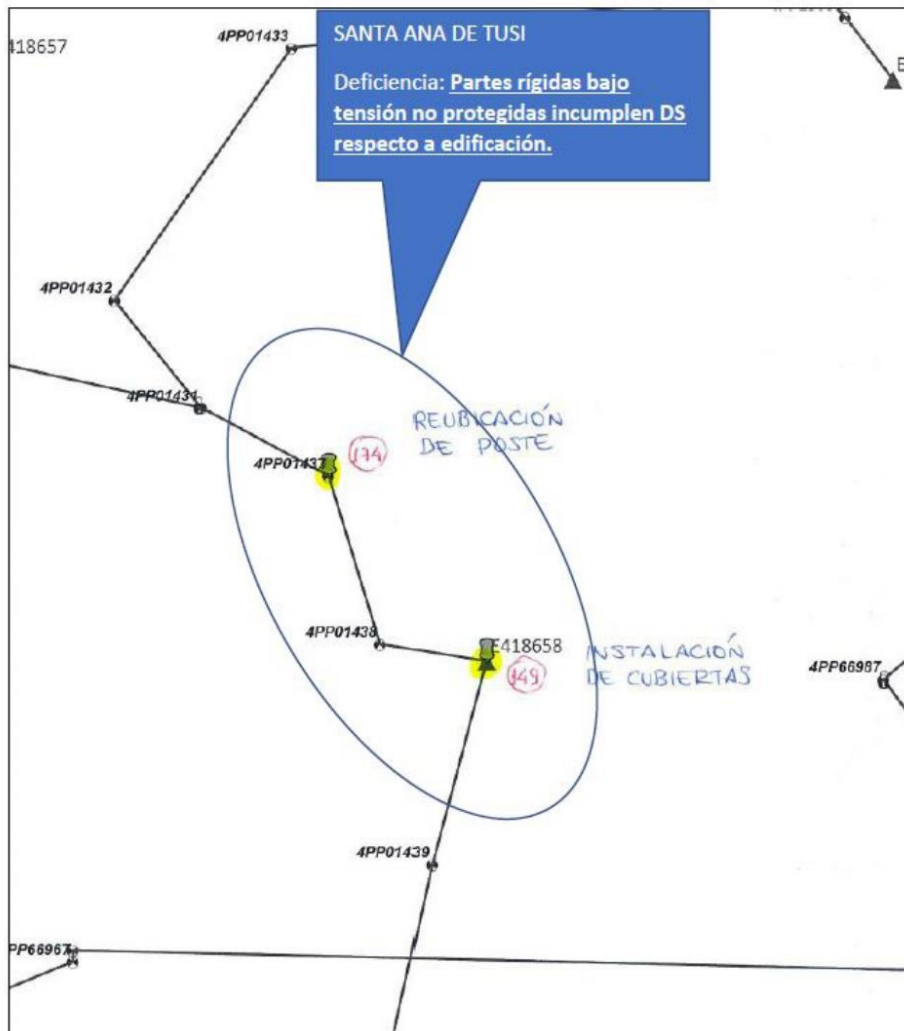 4PP01433
418657
SANTA ANA DE TUSI
Deficiencia: Partes rígidas bajo
tensión no protegidas incumplen DS
respecto a edificación.
4PP01432
4PP01431
4PP01437
174
REUBICACIÓN
DE POSTE
4PP01438
E418658
149
INSTALACIÓN
DE CUBIERTAS
4PP66987
4PP01439
PP66967